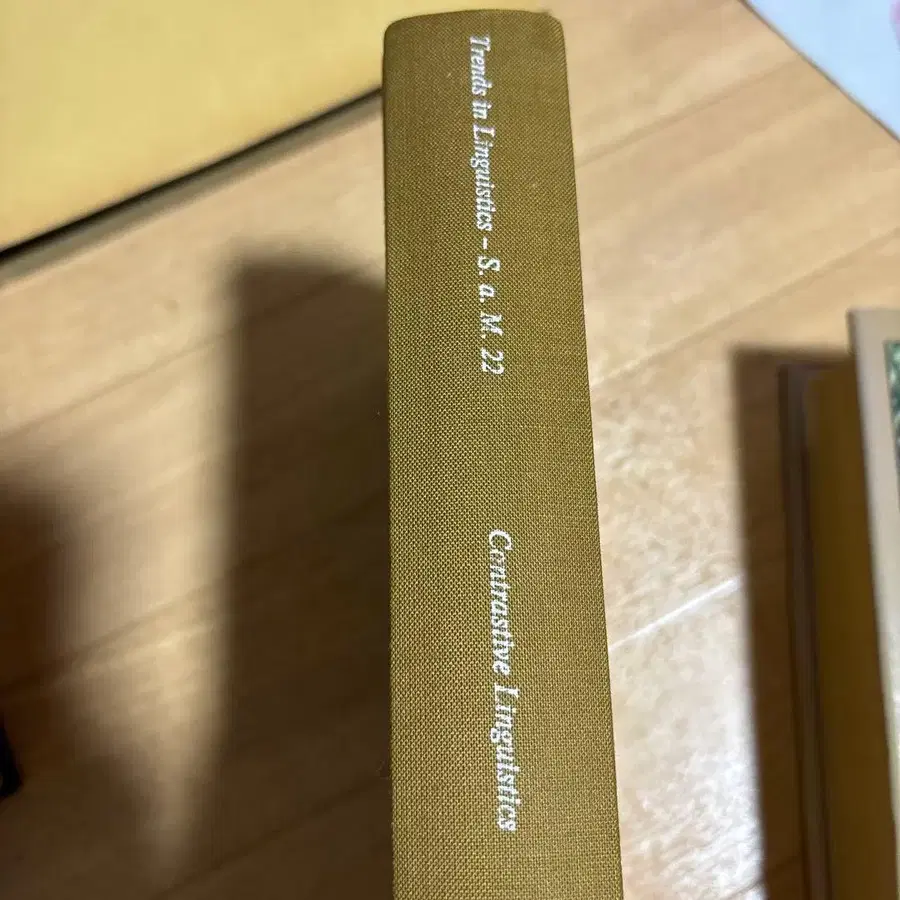 Trends in Linguistics – S. a. M. 22
Contrastive Linguistics